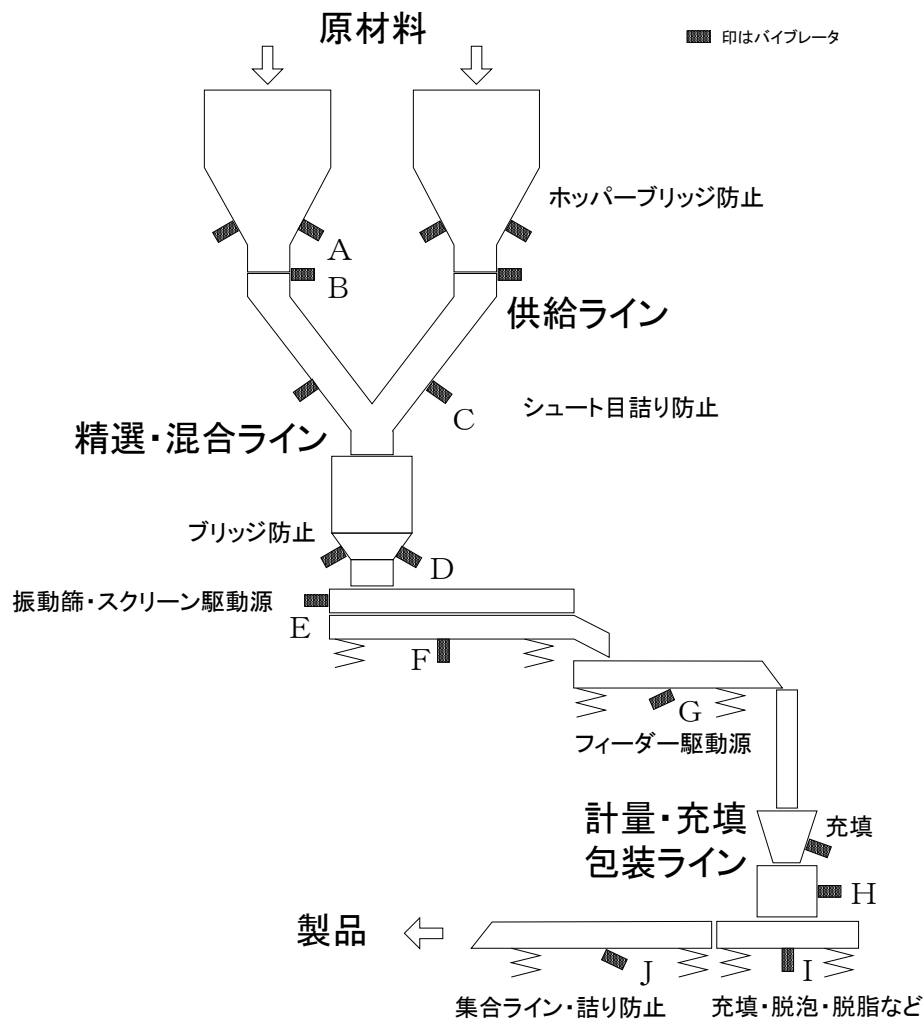 原材料
印はバイブレータ
ホッパーブリッジ防止
A
B
供給ライン
C
シュート目詰り防止
精選・混合ライン
ブリッジ防止
D
振動篩・スクリーン駆動源
E
F
G
フィーダー駆動源
計量・充填
包装ライン
充填
H
製品
J
I
集合ライン・詰り防止
充填・脱泡・脱脂など